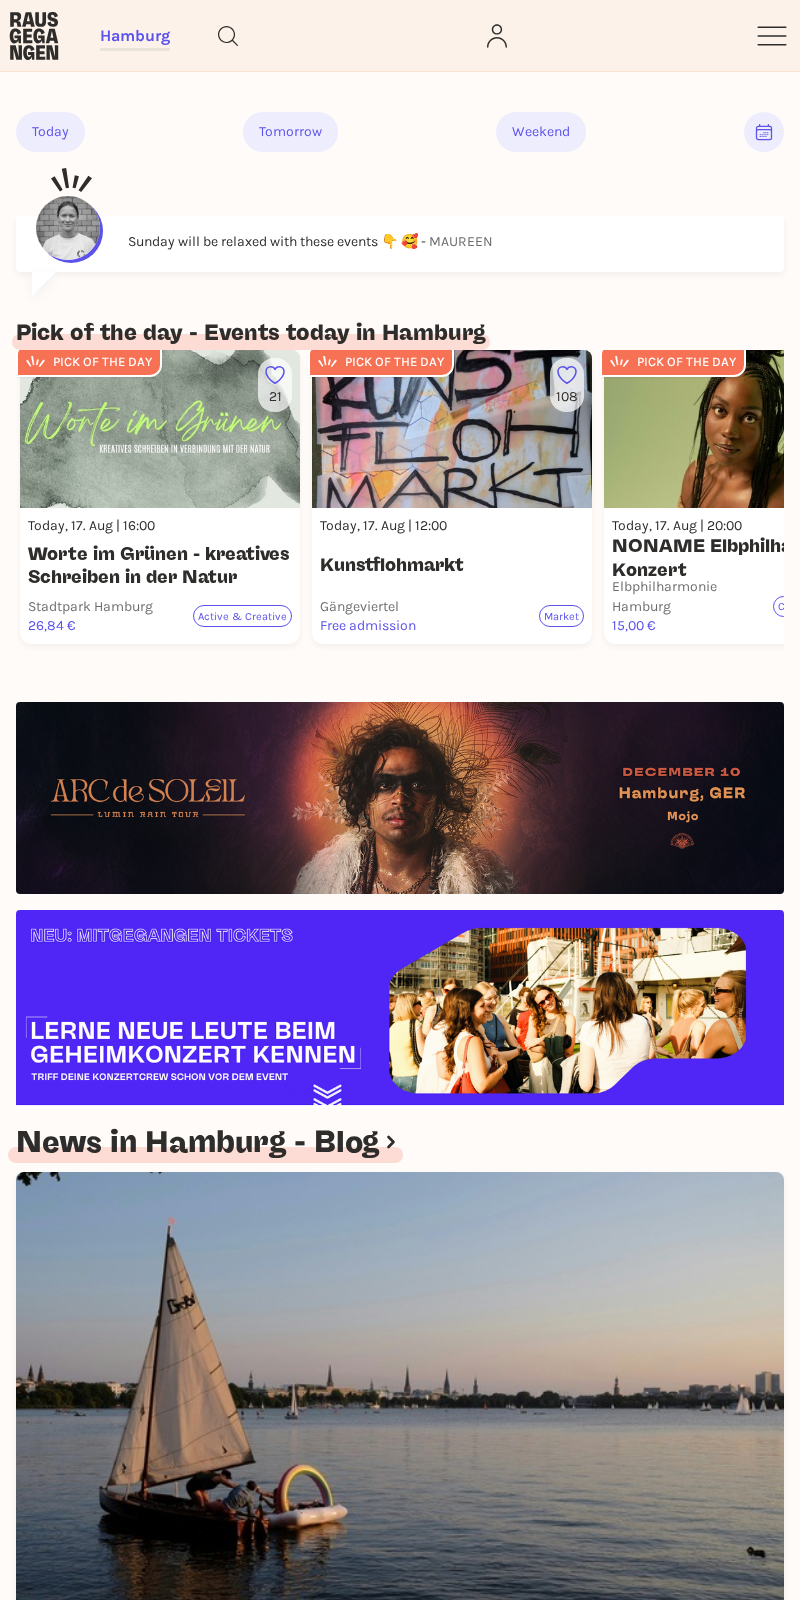 RAUS
GEGA
NGEN
Hamburg
Today
Tomorrow
Weekend
Sunday will be relaxed with these events 👇 🥰 - MAUREEN
Pick of the day - Events today in Hamburg
PICK OF THE DAY
21
Worte im Grünen
KREATIVES SCHREIBEN IN VERBINDUNG MIT DER NATUR
Today, 17. Aug | 16:00
Worte im Grünen - kreatives
Schreiben in der Natur
Stadtpark Hamburg
26,84 €
Active & Creative
PICK OF THE DAY
108
KUNST
FLOH
MARKT
Today, 17. Aug | 12:00
Kunstflohmarkt
Gängeviertel
Free admission
Market
PICK OF THE DAY
Today, 17. Aug | 20:00
NONAME Elbphilha
Konzert
Elbphilharmonie
Hamburg
15,00 €
ARC de SOLEIL
LUMIN RAIN TOUR
DECEMBER 10
Hamburg, GER
Mojo
NEU: MITGEGANGEN TICKETS
LERNE NEUE LEUTE BEIM
GEHEIMKONZERT KENNEN
TRIFF DEINE KONZERTCREW SCHON VOR DEM EVENT
News in Hamburg - Blog